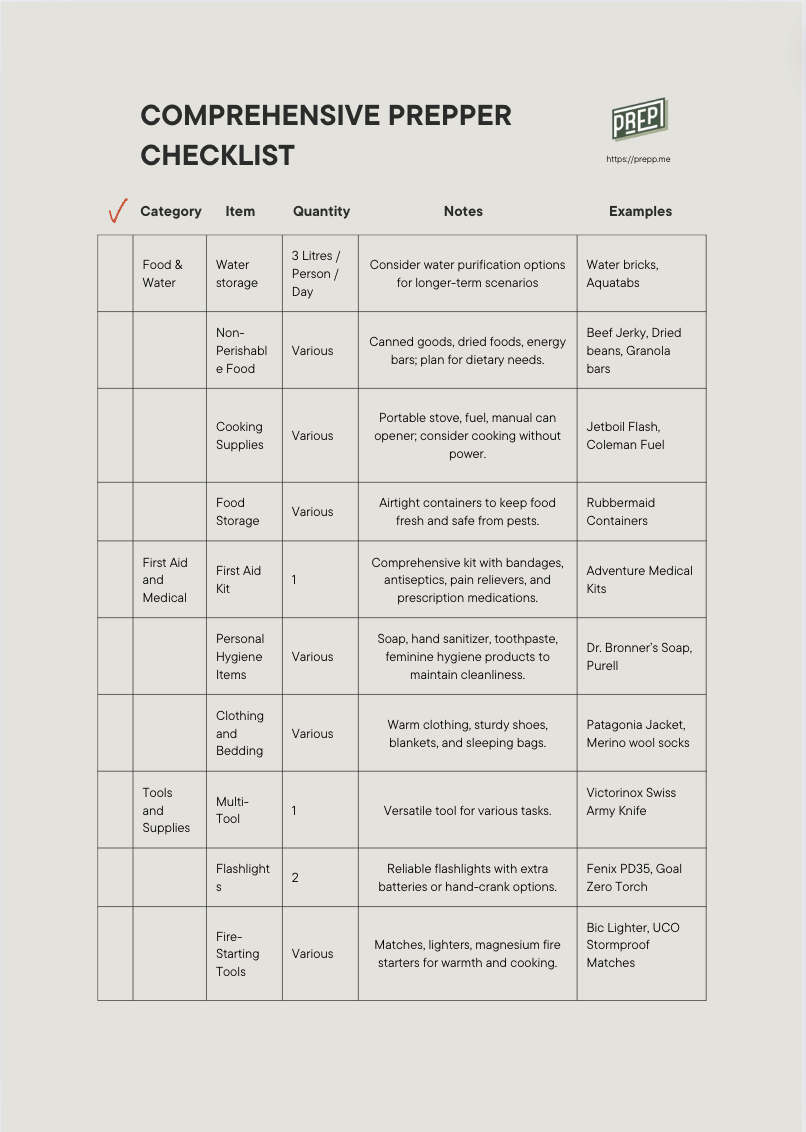 COMPREHENSIVE PREPPER
CHECKLIST
PREP
https://prepp.me
Category Item Quantity Notes Examples
Food &
Water
Water
storage
3 Litres /
Person /
Day
Consider water purification options
for longer-term scenarios
Water bricks,
Aquatabs
Non-
Perishabl
e Food
Various
Canned goods, dried foods, energy
bars; plan for dietary needs.
Beef Jerky, Dried
beans, Granola
bars
Cooking
Supplies
Various
Portable stove, fuel, manual can
opener; consider cooking without
power.
Jetboil Flash,
Coleman Fuel
Food
Storage
Various
Airtight containers to keep food
fresh and safe from pests.
Rubbermaid
Containers
First Aid
and
Medical
First Aid
Kit
1
Comprehensive kit with bandages,
antiseptics, pain relievers, and
prescription medications.
Adventure Medical
Kits
Personal
Hygiene
Items
Various
Soap, hand sanitizer, toothpaste,
feminine hygiene products to
maintain cleanliness.
Dr. Bronner's Soap,
Purell
Clothing
and
Bedding
Various
Warm clothing, sturdy shoes,
blankets, and sleeping bags.
Patagonia Jacket,
Merino wool socks
Tools
and
Supplies
Multi-
Tool
1
Versatile tool for various tasks.
Victorinox Swiss
Army Knife
Flashlight
s
2
Reliable flashlights with extra
batteries or hand-crank options.
Fenix PD35, Goal
Zero Torch
Fire-
Starting
Tools
Various
Matches, lighters, magnesium fire
starters for warmth and cooking.
Bic Lighter, UCO
Stormproof
Matches